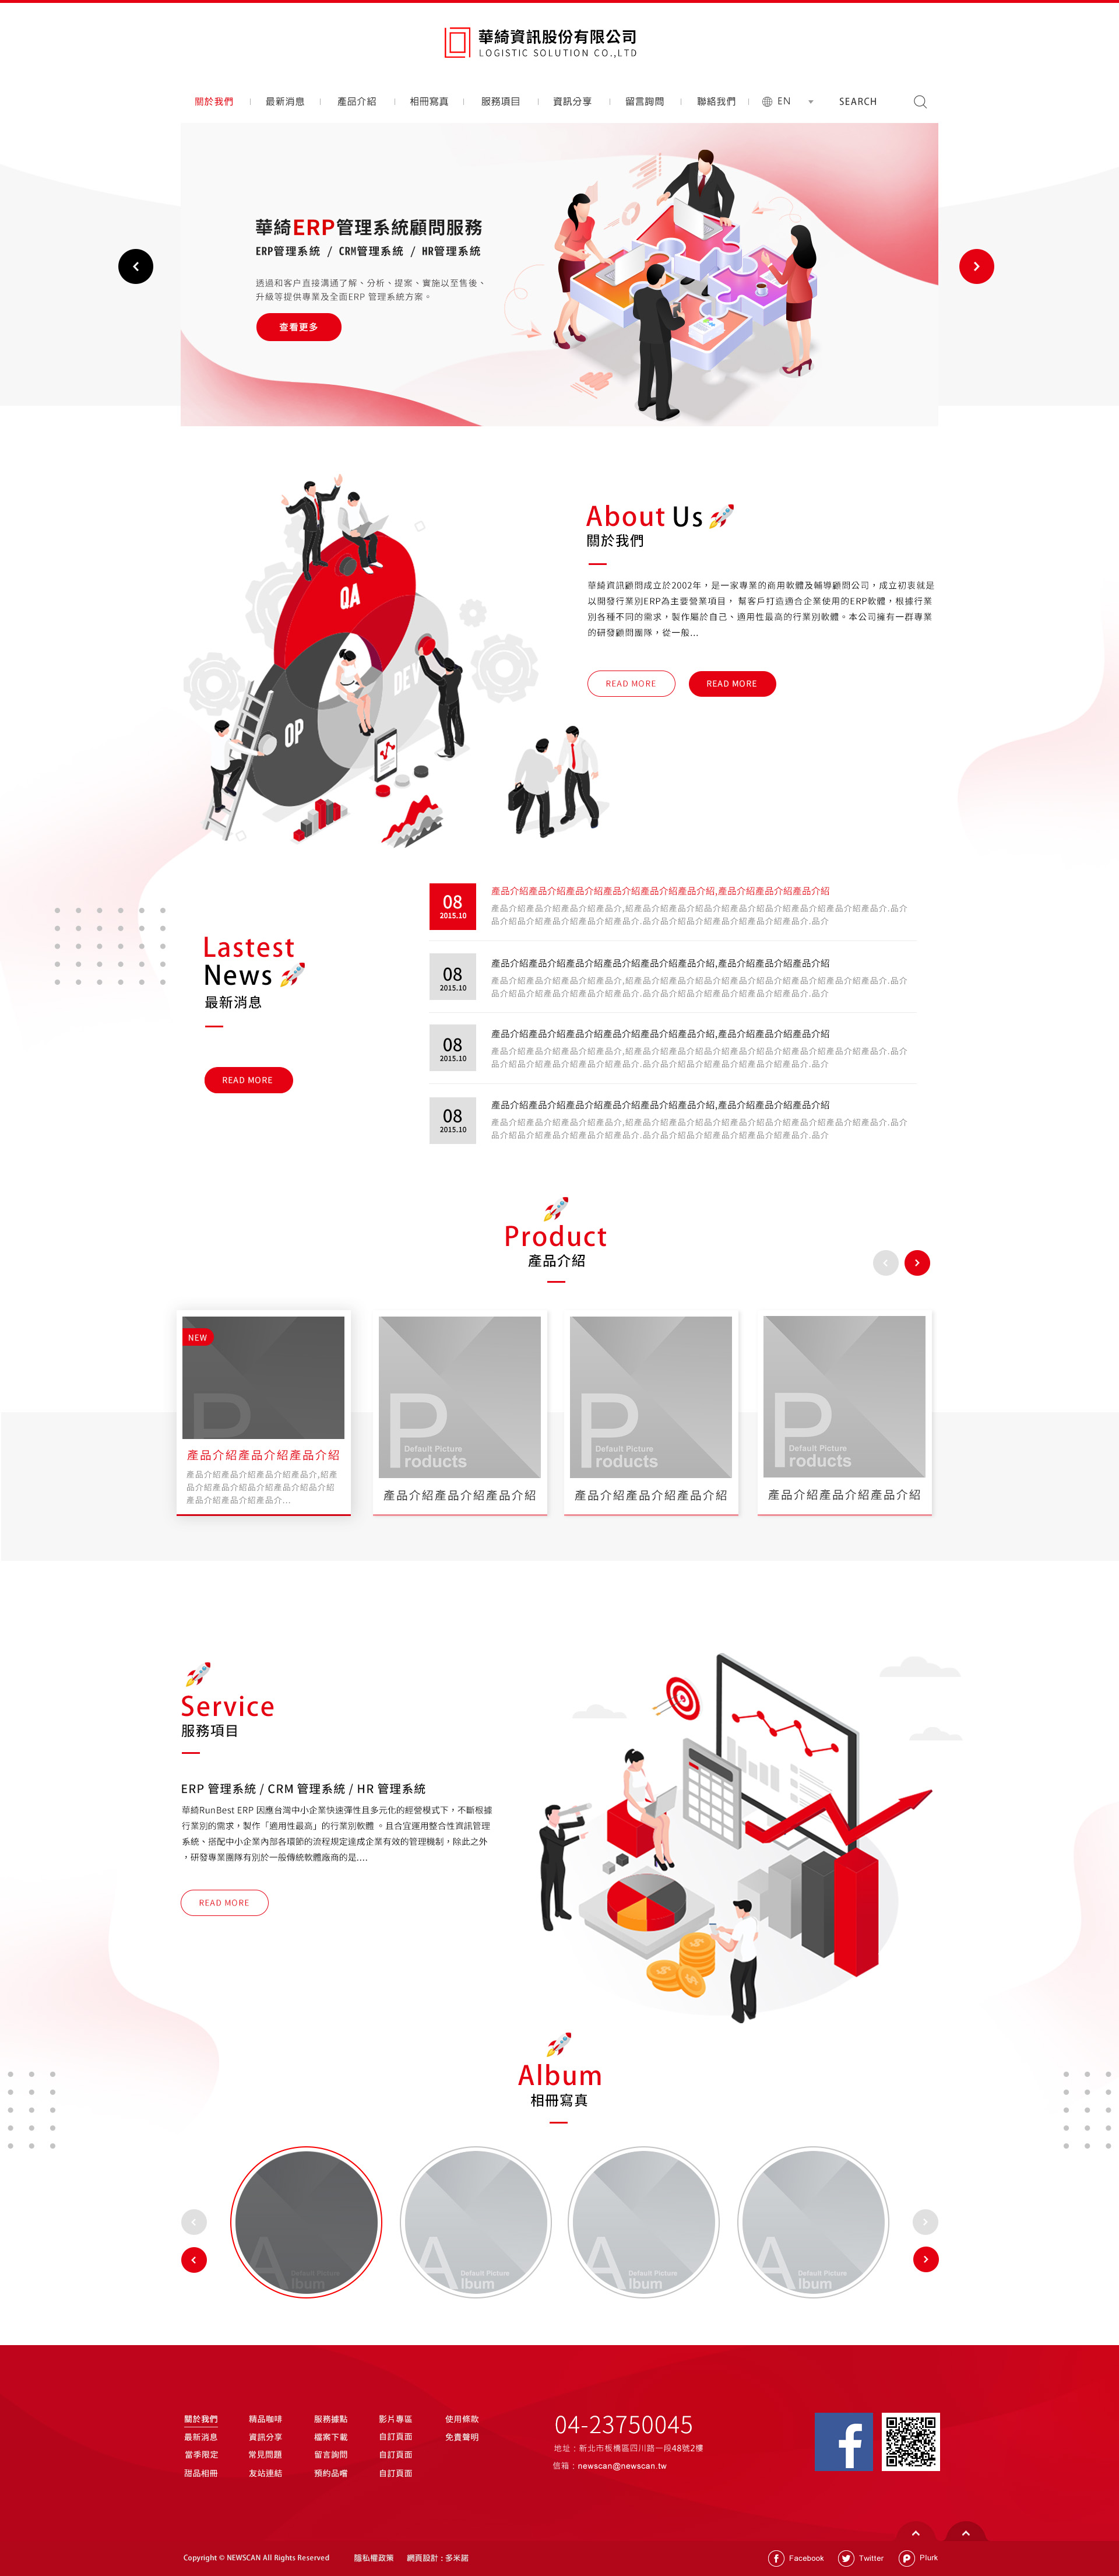 華綺資訊股份有限公司
LOGISTIC SOLUTION CO.,LTD
關於我們
最新消息
產品介紹
相冊寫真
服務項目
資訊分享
留言詢問
聯絡我們
EN
SEARCH
華綺ERP管理系統顧問服務
ERP管理系統 / CRM管理系統 / HR管理系統
透過和客户直接溝通了解、分析、提案、實施以至售後、
升級等提供專業及全面ERP 管理系統方案。
查看更多
QA
DEV
OP
About Us
關於我們
華綺資訊顧問成立於2002年，是一家專業的商用軟體及輔導顧問公司，成立初衷就是
以開發行業別ERP為主要營業項目， 幫客戶打造適合企業使用的ERP軟體，根據行業
別各種不同的需求，製作屬於自己、適用性最高的行業別軟體。本公司擁有一群專業
的研發顧問團隊，從一般...
READ MORE
READ MORE
Lastest
News
最新消息
READ MORE
08
2015.10
產品介紹產品介紹產品介紹產品介紹產品介紹產品介紹,產品介紹產品介紹產品介紹
產品介紹產品介紹產品介紹產品介,紹產品介紹產品介紹品介紹產品介紹品介紹產品介紹產品介紹產品介.品介
品介紹品介紹產品介紹產品介紹產品介.品介品介紹品介紹產品介紹產品介紹產品介.品介
08
2015.10
產品介紹產品介紹產品介紹產品介紹產品介紹產品介紹,產品介紹產品介紹產品介紹
產品介紹產品介紹產品介紹產品介,紹產品介紹產品介紹品介紹產品介紹品介紹產品介紹產品介紹產品介.品介
品介紹品介紹產品介紹產品介紹產品介.品介品介紹品介紹產品介紹產品介紹產品介.品介
08
2015.10
產品介紹產品介紹產品介紹產品介紹產品介紹產品介紹,產品介紹產品介紹產品介紹
產品介紹產品介紹產品介紹產品介,紹產品介紹產品介紹品介紹產品介紹品介紹產品介紹產品介紹產品介.品介
品介紹品介紹產品介紹產品介紹產品介.品介品介紹品介紹產品介紹產品介紹產品介.品介
08
2015.10
產品介紹產品介紹產品介紹產品介紹產品介紹產品介紹,產品介紹產品介紹產品介紹
產品介紹產品介紹產品介紹產品介,紹產品介紹產品介紹品介紹產品介紹品介紹產品介紹產品介紹產品介.品介
品介紹品介紹產品介紹產品介紹產品介.品介品介紹品介紹產品介紹產品介紹產品介.品介
Product
產品介紹
NEW
P
產品介紹產品介紹產品介紹
產品介紹產品介紹產品介紹產品介,紹產
品介紹產品介紹品介紹產品介紹品介紹
產品介紹產品介紹產品介...
Default Picture
Products
產品介紹產品介紹產品介紹
Default Picture
Products
產品介紹產品介紹產品介紹
Default Picture
Products
產品介紹產品介紹產品介紹
Service
服務項目
ERP 管理系統 / CRM 管理系統 / HR 管理系統
華綺RunBest ERP 因應台灣中小企業快速彈性且多元化的經營模式下，不斷根據
行業別的需求，製作「適用性最高」的行業別軟體 。且合宜運用整合性資訊管理
系統、搭配中小企業內部各環節的流程規定達成企業有效的管理機制，除此之外
，研發專業團隊有別於一般傳統軟體廠商的是....
READ MORE
Album
相冊寫真
Default Picture
Album
Default Picture
Album
Default Picture
Album
Default Picture
Album
關於我們
最新消息
當季限定
甜品相冊
精品咖啡
資訊分享
常見問題
友站連結
服務據點
檔案下載
留言詢問
預約品嚐
影片專區
自訂頁面
自訂頁面
自訂頁面
使用條款
免責聲明
04-23750045
地址：新北市板橋區四川路一段48號2樓
信箱：newscan@newscan.tw
Copyright © NEWSCAN All Rights Reserved
隱私權政策
網頁設計 : 多米諾
Facebook
Twitter
Plurk